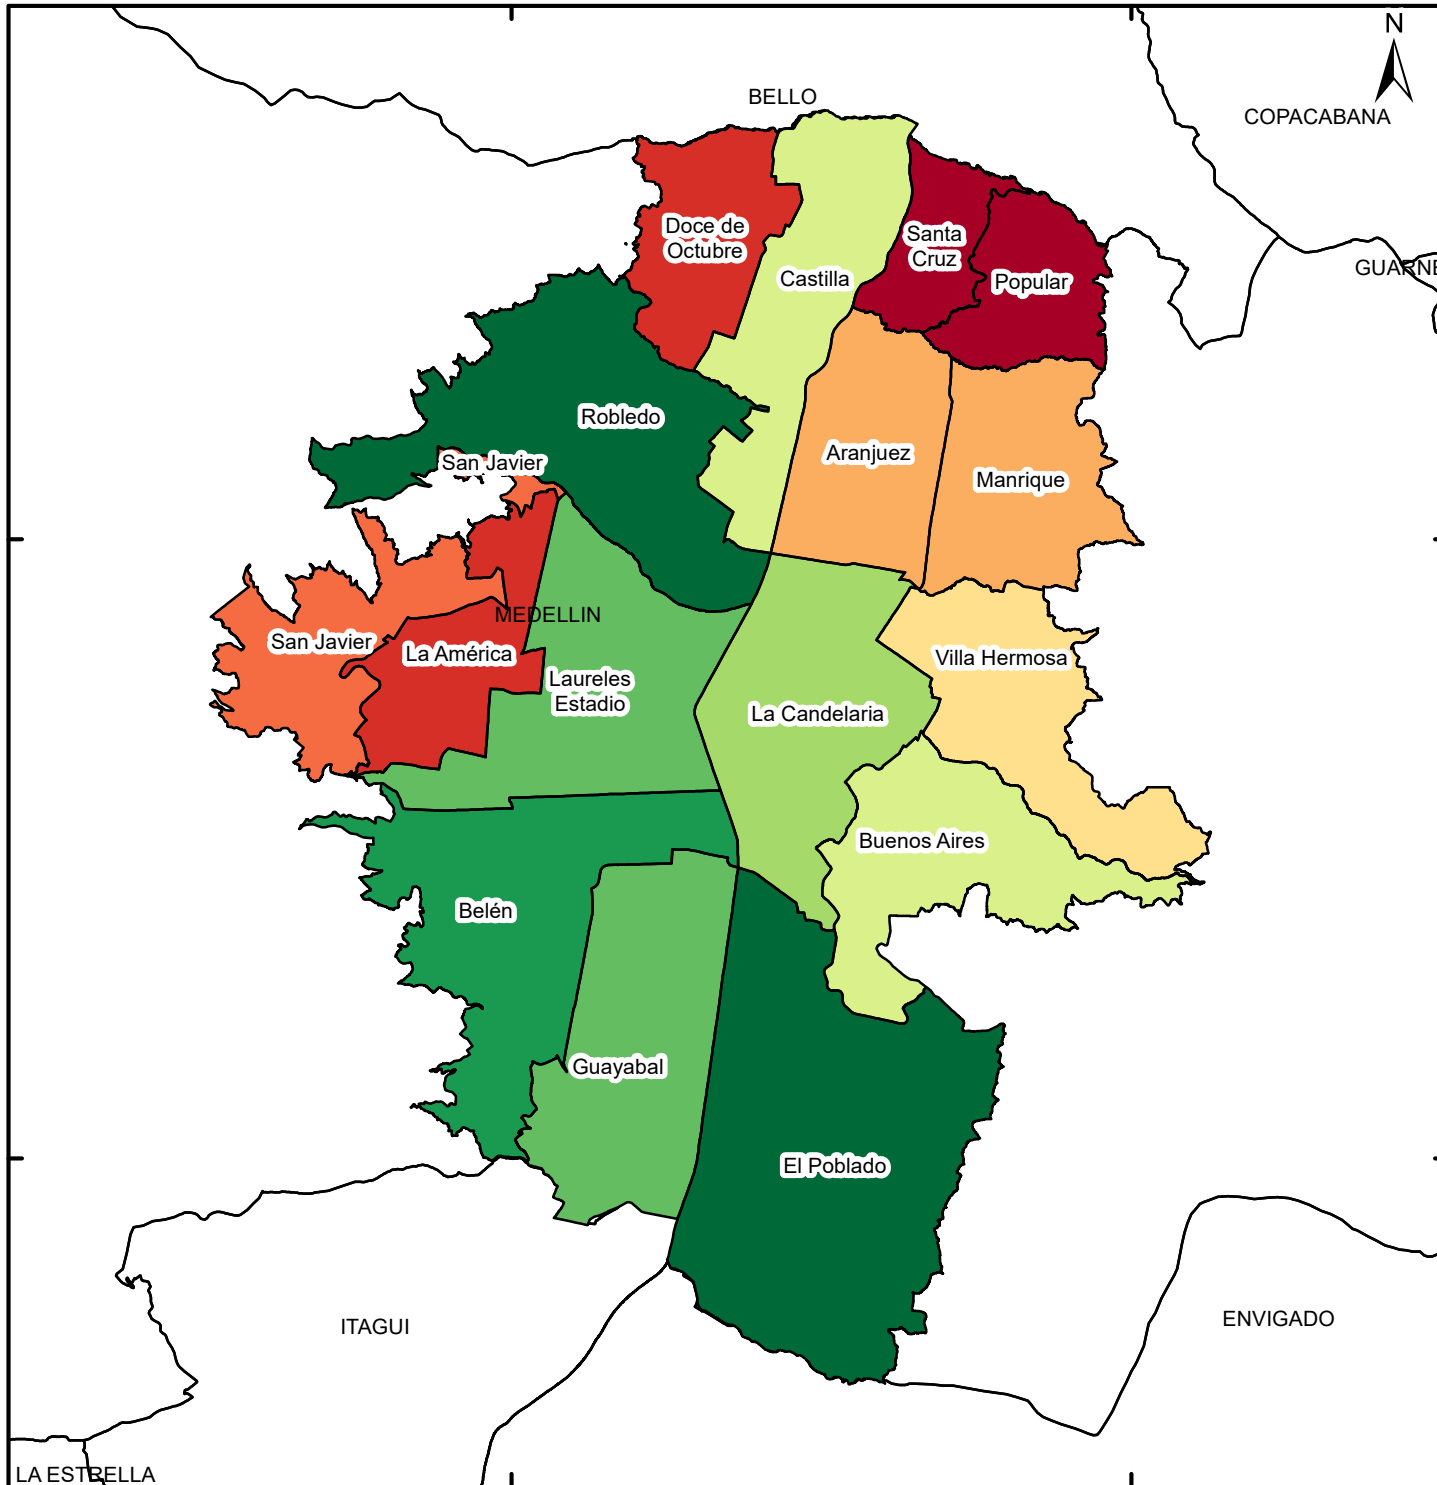 N
BELLO
COPACABANA
Doce de
Octubre
Santa
Cruz
GUARNE
Castilla
Popular
Robledo
Aranjuez
San Javier
Manrique
MEDELLIN
San Javier
La América
Villa Hermosa
Laureles
Estadio
La Candelaria
Buenos Aires
Belén
Guayabal
El Poblado
ITAGUI
ENVIGADO
LA ESTRELLA